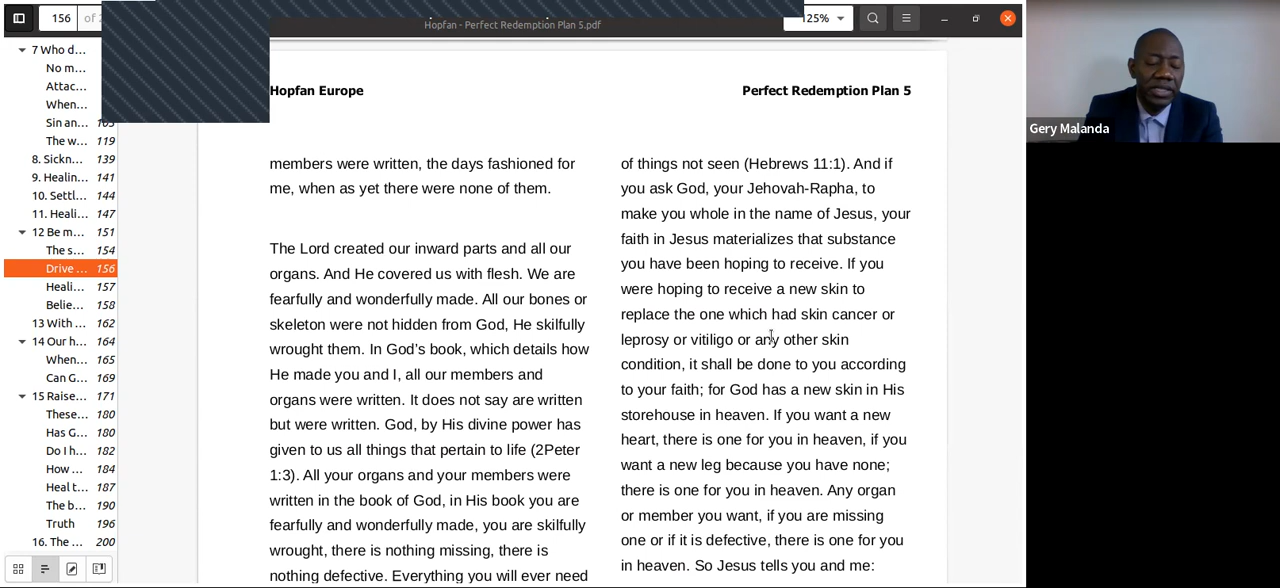 156
of
Hopfan - Perfect Redemption Plan 5.pdf
125%
7 Who d...
No m...
Attac...
When...
Sin an...
105
The w...
119
8. Sickn...
139
9. Healin...
141
10. Settl...
144
11. Heali...
147
12 Be m...
151
The s...
154
Drive ...
156
Heali...
157
Belie...
158
13 With ...
162
14 Our h...
164
When...
165
Can G...
169
15 Raise...
171
These...
180
Has G...
180
Do I h...
182
How ...
184
Heal t...
187
The b...
190
Truth
196
16. The ...
200
Hopfan Europe
Perfect Redemption Plan 5
members were written, the days fashioned for
me, when as yet there were none of them.
The Lord created our inward parts and all our
organs. And He covered us with flesh. We are
fearfully and wonderfully made. All our bones or
skeleton were not hidden from God, He skilfully
wrought them. In God's book, which details how
He made you and I, all our members and
organs were written. It does not say are written
but were written. God, by His divine power has
given to us all things that pertain to life (2Peter
1:3). All your organs and your members were
written in the book of God, in His book you are
fearfully and wonderfully made, you are skilfully
wrought, there is nothing missing, there is
nothing defective. Everything you will ever need
of things not seen (Hebrews 11:1). And if
you ask God, your Jehovah-Rapha, to
make you whole in the name of Jesus, your
faith in Jesus materializes that substance
you have been hoping to receive. If you
were hoping to receive a new skin to
replace the one which had skin cancer or
leprosy or vitiligo or any other skin
condition, it shall be done to you according
to your faith; for God has a new skin in His
storehouse in heaven. If you want a new
heart, there is one for you in heaven, if you
want a new leg because you have none;
there is one for you in heaven. Any organ
or member you want, if you are missing
one or if it is defective, there is one for you
in heaven. So Jesus tells you and me:
Gery Malanda